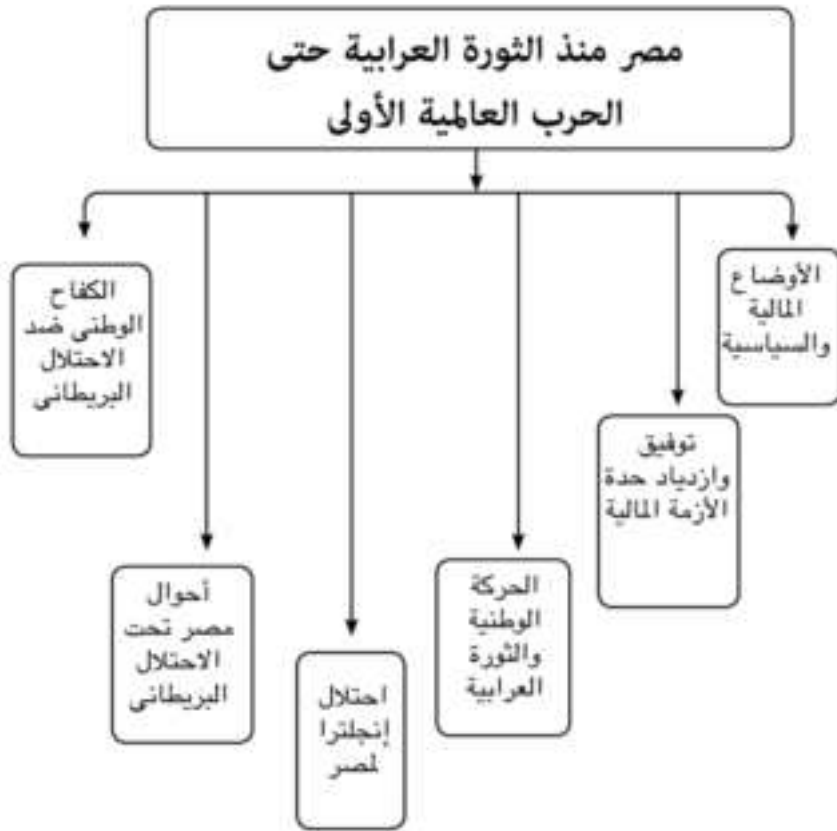 مصر منذ الثورة العرابية حتى
الحرب العالمية الأولى
الأوضاع
المالية
والسياسية
توفيق
وازدياد حدة
الأزمة المالية
الحركة
الوطنية
والثورة
العرابية
احتلال
إنجلترا
لمصر
أحوال
مصر تحت
الاحتلال
البريطانى
الكفاح
الوطنى ضد
الاحتلال
البريطانى